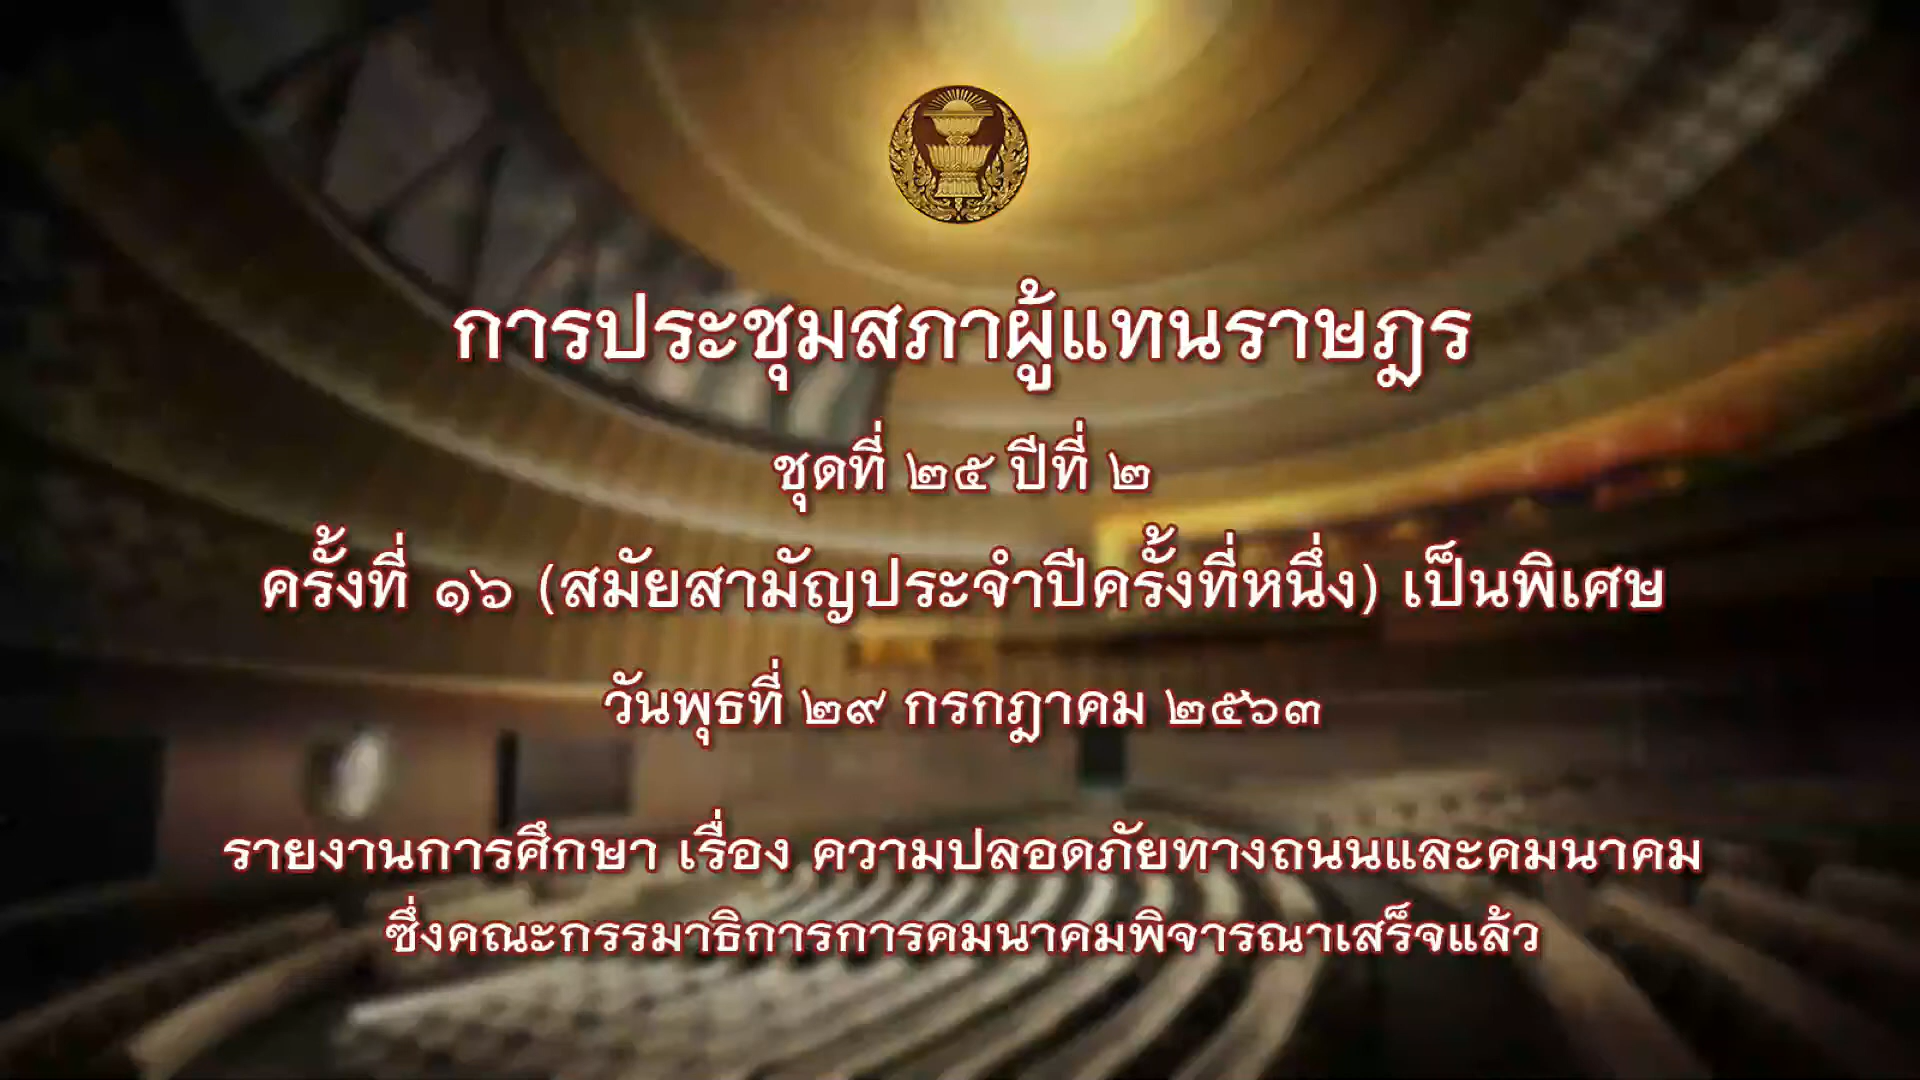 การประชุมสภาผู้แทนราษฎร
ชุดที่ ๒๕ ปีที่ ๒
ครั้งที่ ๑๖ (สมัยสามัญประจำปีครั้งที่หนึ่ง) เป็นพิเศษ
วันพุธที่ ๒๙ กรกฎาคม ๒๕๖๓
รายงานการศึกษา เรื่อง ความปลอดภัยทางถนนและคมนาคม
ซึ่งคณะกรรมาธิการการคมนาคมพิจารณาเสร็จแล้ว